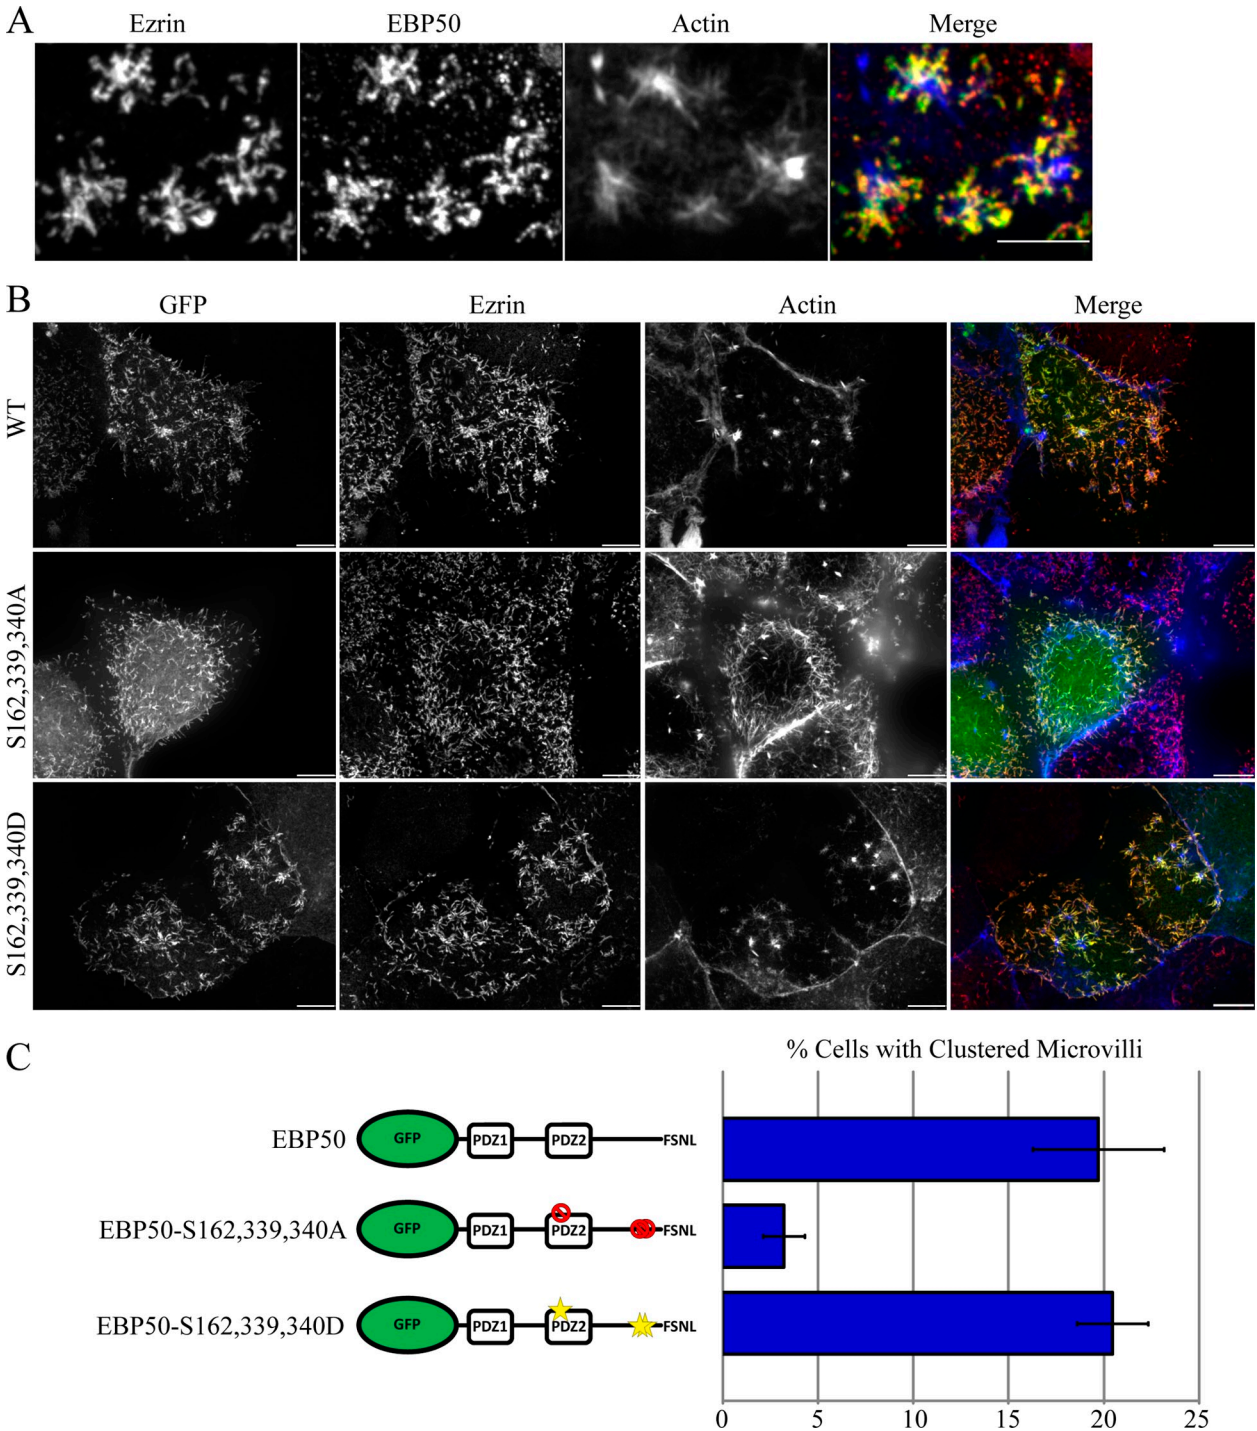 A
Ezrin EBP50 Actin Merge
B
GFP Ezrin Actin Merge
WT
S162,339,340A
S162,339,340D
C
% Cells with Clustered Microvilli
EBP50 GFP PDZ1 PDZ2 FSNL
EBP50-S162,339,340A GFP PDZ1 PDZ2 FSNL
EBP50-S162,339,340D GFP PDZ1 PDZ2 FSNL
0 5 10 15 20 25